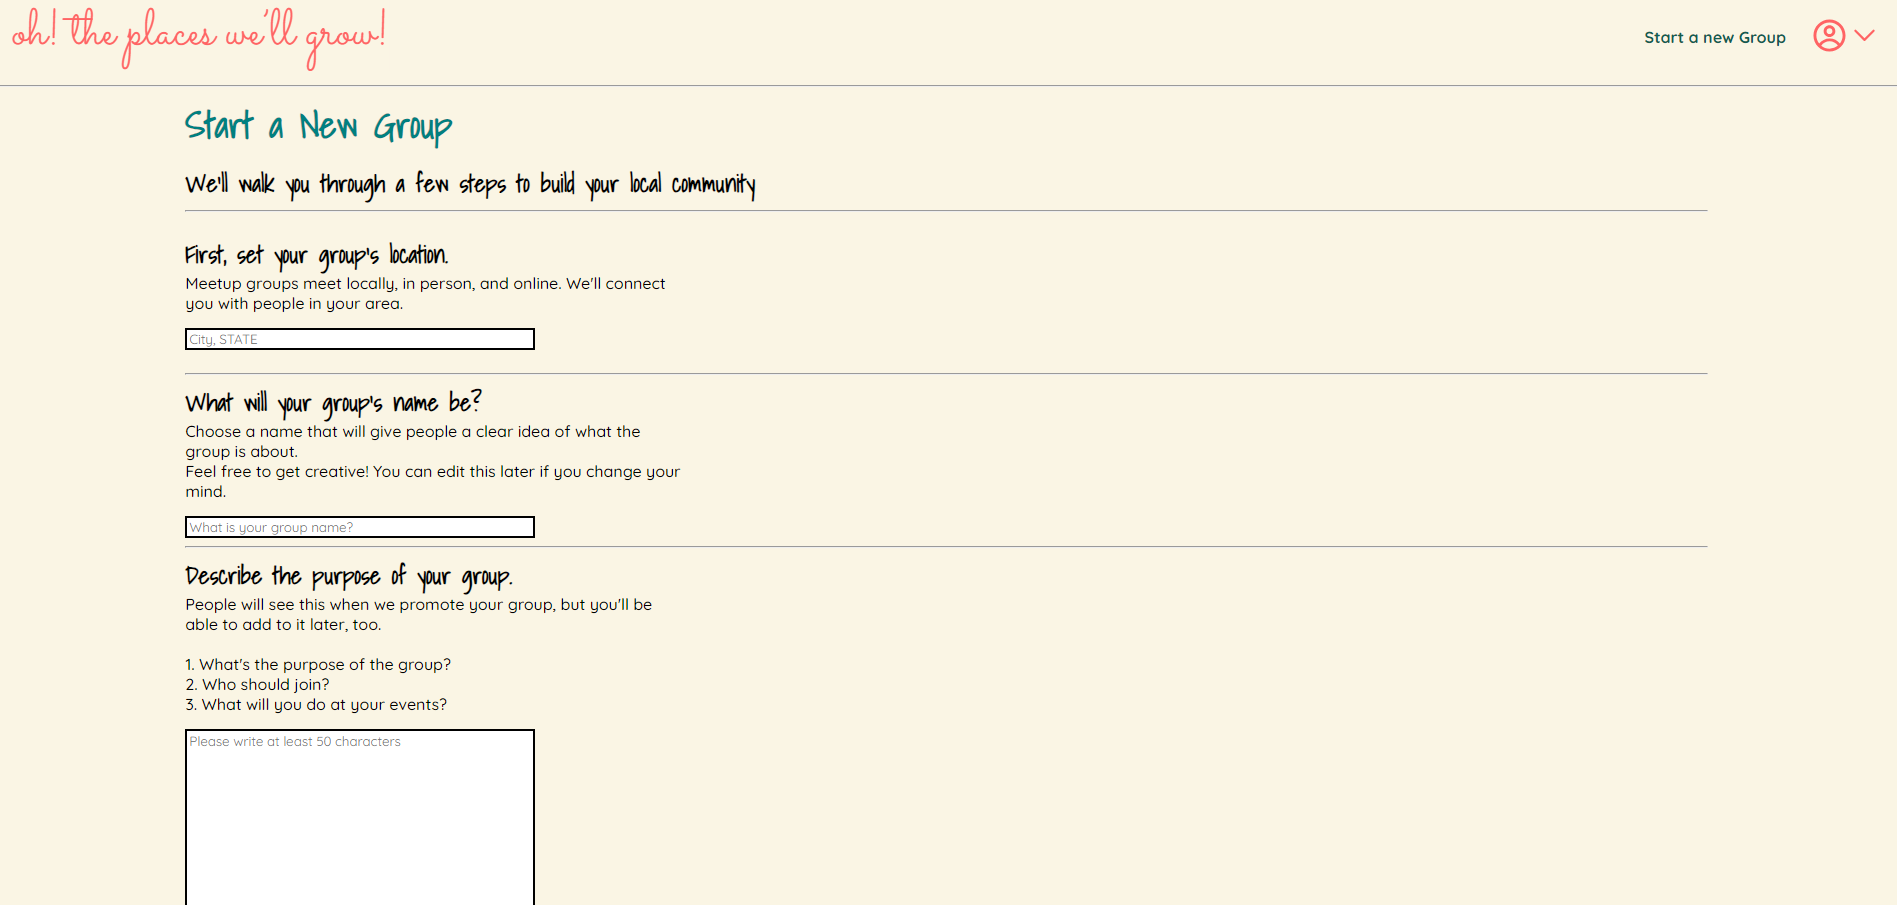 oh! the places we'll grow!
Start a new Group
Start a New Group
We'll walk you through a few steps to build your local community
First, set your group's location.
Meetup groups meet locally, in person, and online. We'll connect
you with people in your area.
City, STATE
What will your group's name be?
Choose a name that will give people a clear idea of what the
group is about.
Feel free to get creative! You can edit this later if you change your
mind.
What is your group name?
Describe the purpose of your group.
People will see this when we promote your group, but you'll be
able to add to it later, too.
1. What's the purpose of the group?
2. Who should join?
3. What will you do at your events?
Please write at least 50 characters